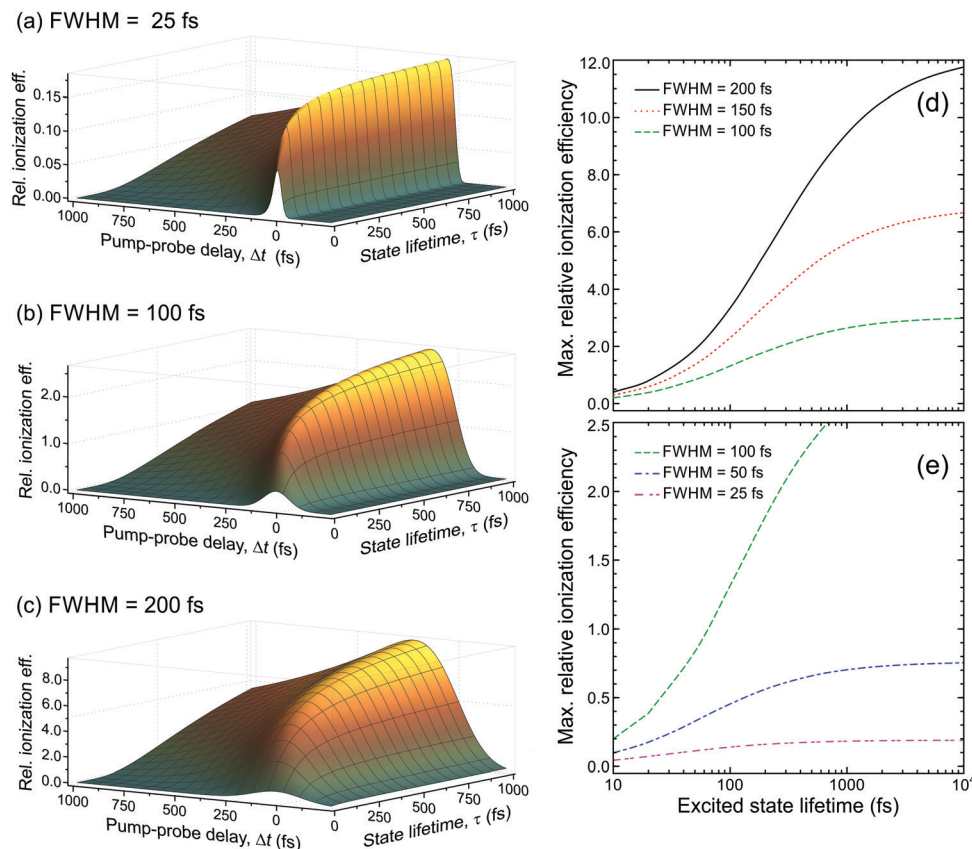 (a) FWHM = 25 fs
Rel. ionization eff.
0.15
0.10
0.05
0.00
1000
750
500
250
0
Pump-probe delay, Δt (fs)
0
250
500
750
1000
State lifetime, τ (fs)
(b) FWHM = 100 fs
Rel. ionization eff.
2.0
1.0
0.0
1000
750
500
250
0
Pump-probe delay, Δt (fs)
0
250
500
750
1000
State lifetime, τ (fs)
(c) FWHM = 200 fs
Rel. ionization eff.
8.0
6.0
4.0
2.0
0.0
1000
750
500
250
0
Pump-probe delay, Δt (fs)
0
250
500
750
1000
State lifetime, τ (fs)
(d)
FWHM = 200 fs
FWHM = 150 fs
FWHM = 100 fs
Max. relative ionization efficiency
12.0
10.0
8.0
6.0
4.0
2.0
0.0
(e)
FWHM = 100 fs
FWHM = 50 fs
FWHM = 25 fs
Max. relative ionization efficiency
2.5
2.0
1.5
1.0
0.5
0.0
10
100
1000
10⁴
Excited state lifetime (fs)